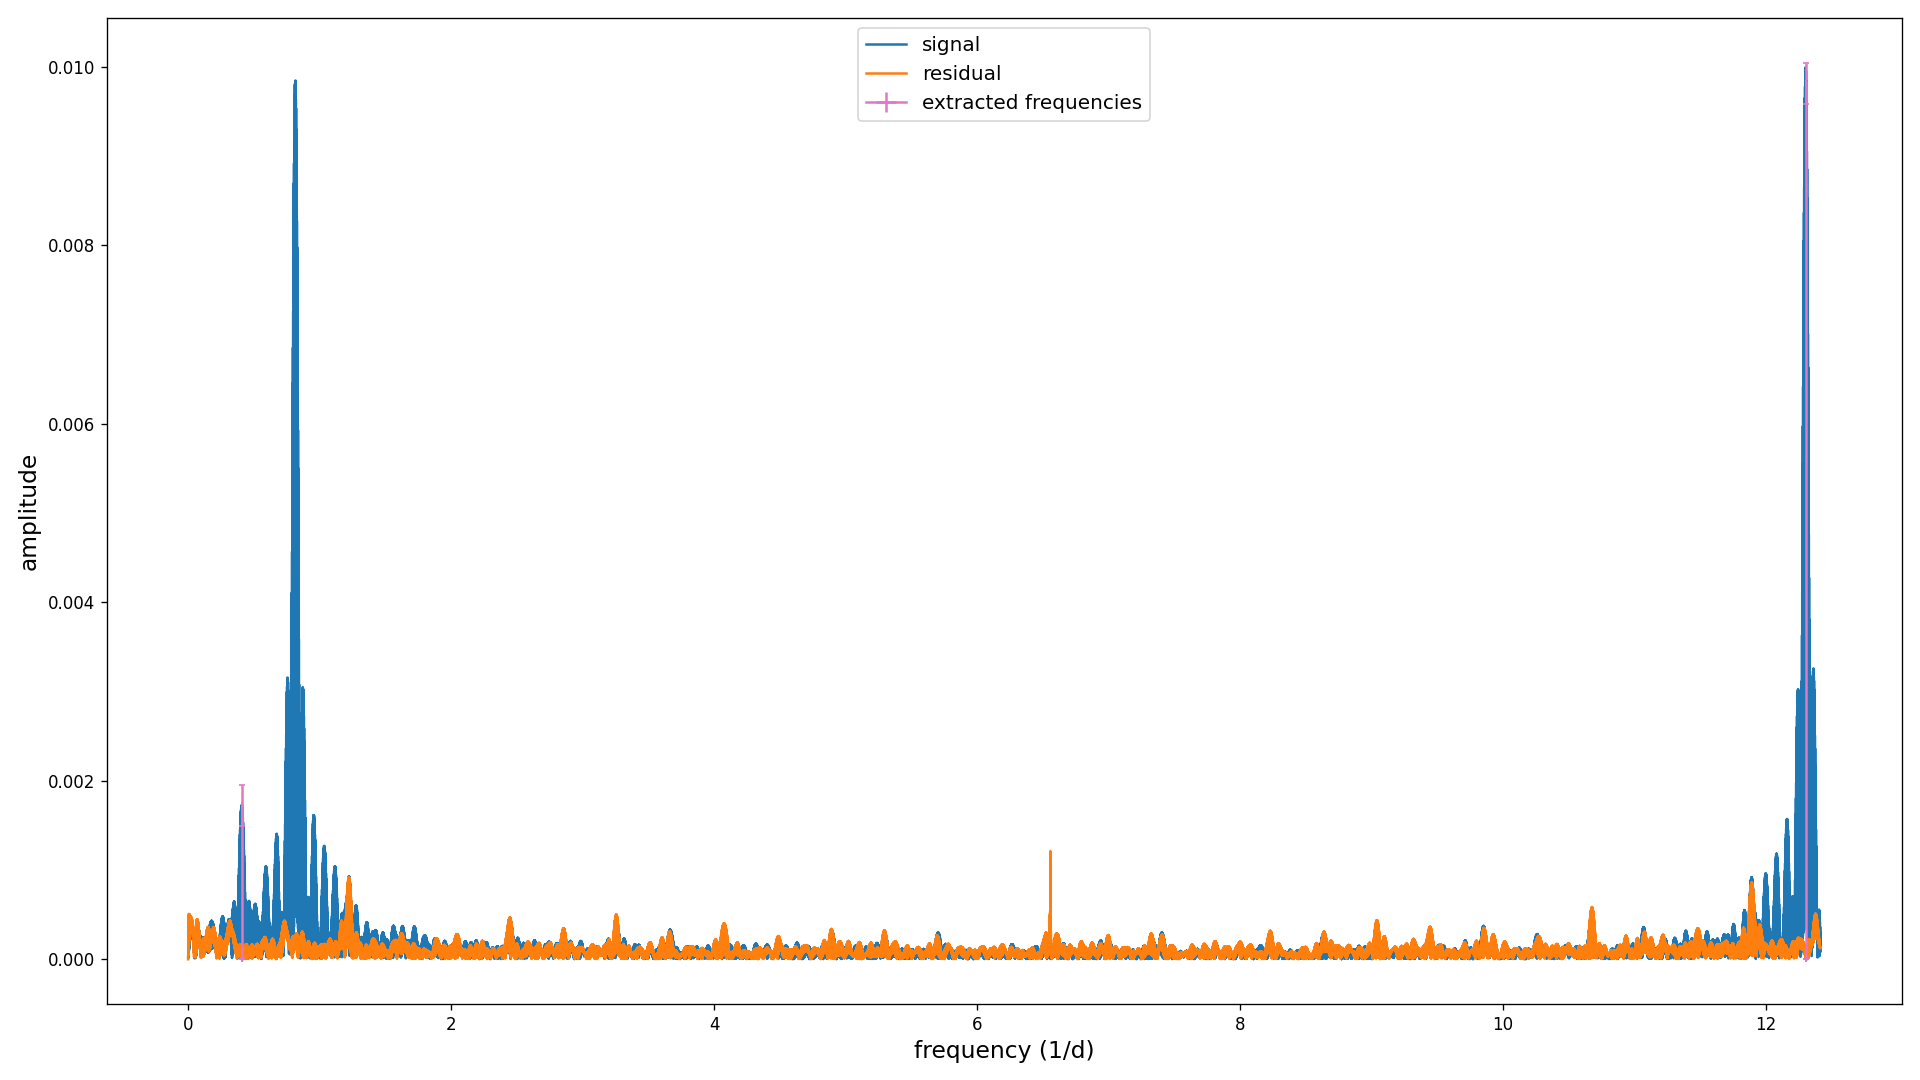 signal
residual
extracted frequencies
0.010
0.008
0.006
0.004
0.002
0.000
amplitude
0 2 4 6 8 10 12
frequency (1/d)